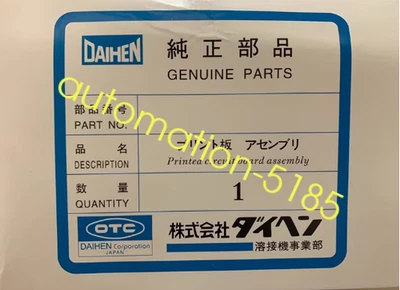 DAIHEN
純正部品
GENUINE PARTS
部品番号
PART NO.
品名
DESCRIPTION
プリント板 アセンブリ
Printea circuit board assembly
数量
QUANTITY
1
OTC
DAIHEN Corporation
JAPAN
株式会社ダイヘン
溶接機事業部
automation-5185